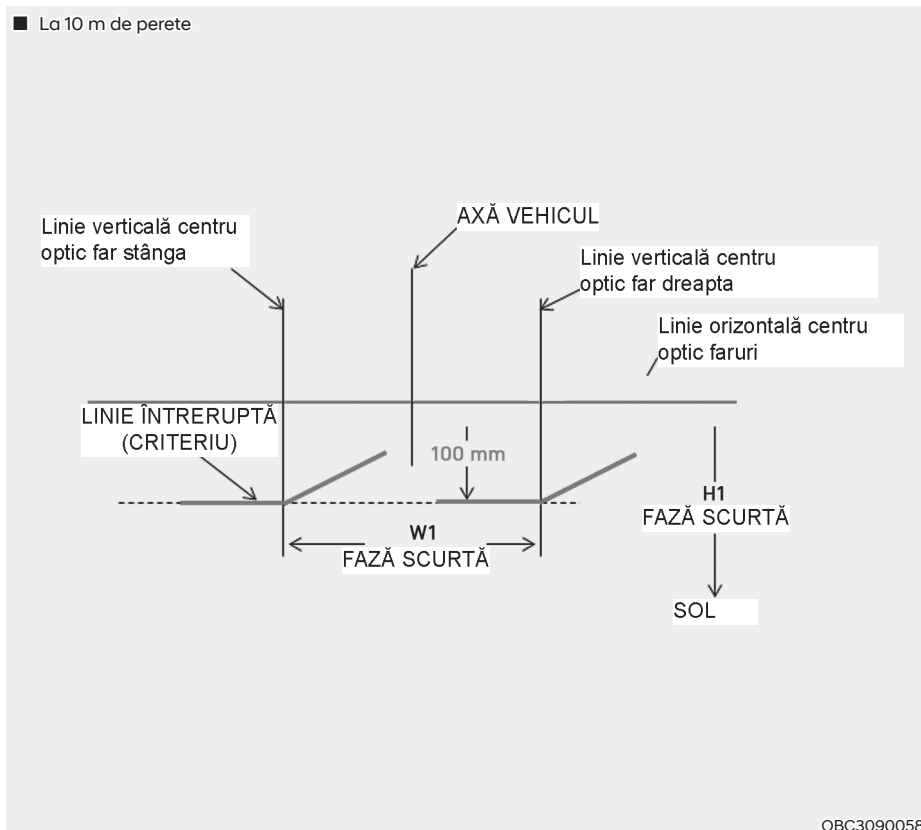 ■ La 10 m de perete
AXĂ VEHICUL
Linie verticală centru
optic far stânga
Linie verticală centru
optic far dreapta
Linie orizontală centru
optic faruri
LINIE ÎNTRERUPTĂ
(CRITERIU)
100 mm
H1
FAZĂ SCURTĂ
W1
FAZĂ SCURTĂ
SOL
OBC3090058